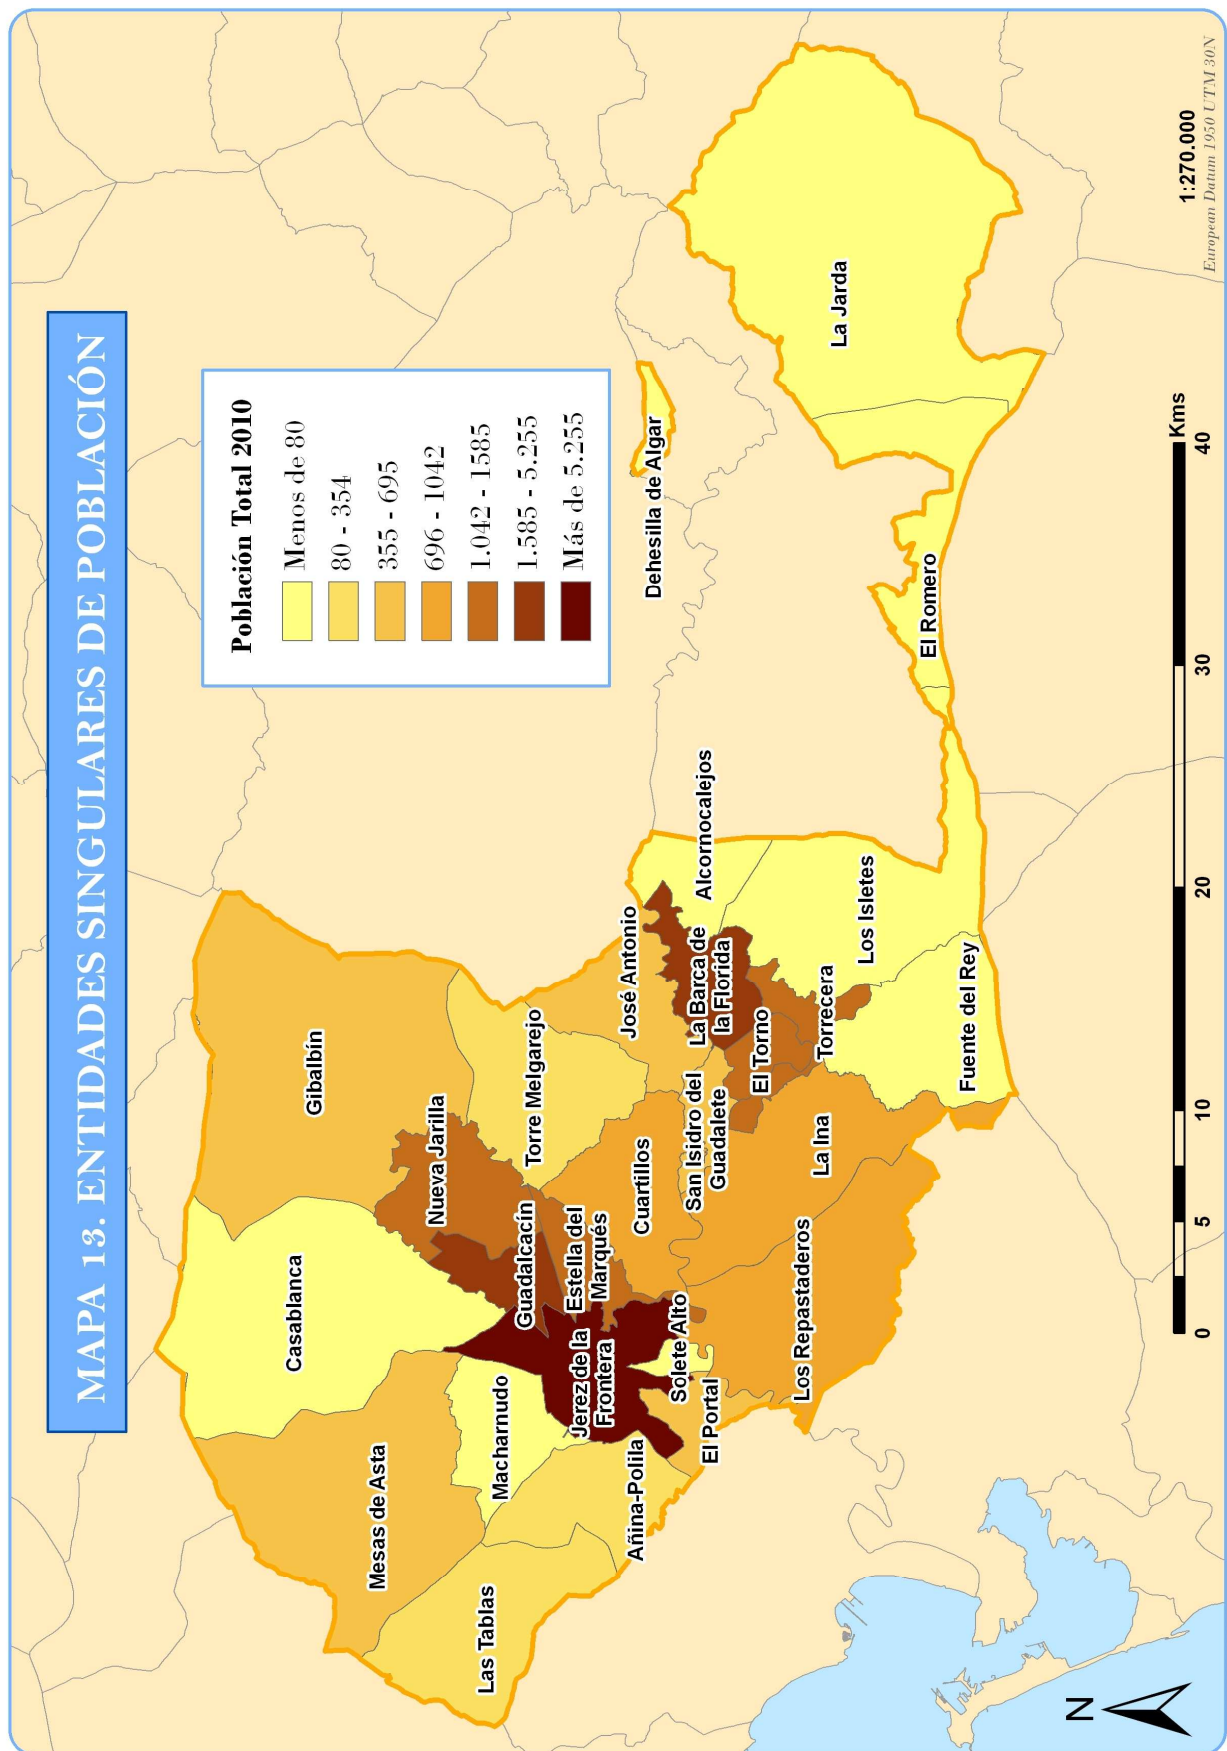 MAPA 13. ENTIDADES SINGULARES DE POBLACIÓN
Población Total 2010
Menos de 80
80 - 354
355 - 695
696 - 1042
1.042 - 1585
1.585 - 5.255
Más de 5.255
Gibalbín
Casablanca
Mesas de Asta
Nueva Jarilla
Las Tablas
Macharnudo
Guadalcacín
Torre Melgarejo
Estella del
Marqués
Jerez de la
Frontera
José Antonio
Cuartillos
Añina-Polila
Dehesilla de Algar
Solete Alto
San Isidro del
Guadalete
La Barca de
la Florida
Alcornocalejos
El Portal
El Torno
La Ina
Torrecera
Los Repastaderos
La Jarda
Los Isletes
El Romero
Fuente del Rey
N
0
5
10
20
30
40
Kms
1:270.000
European Datum 1950 UTM 30N